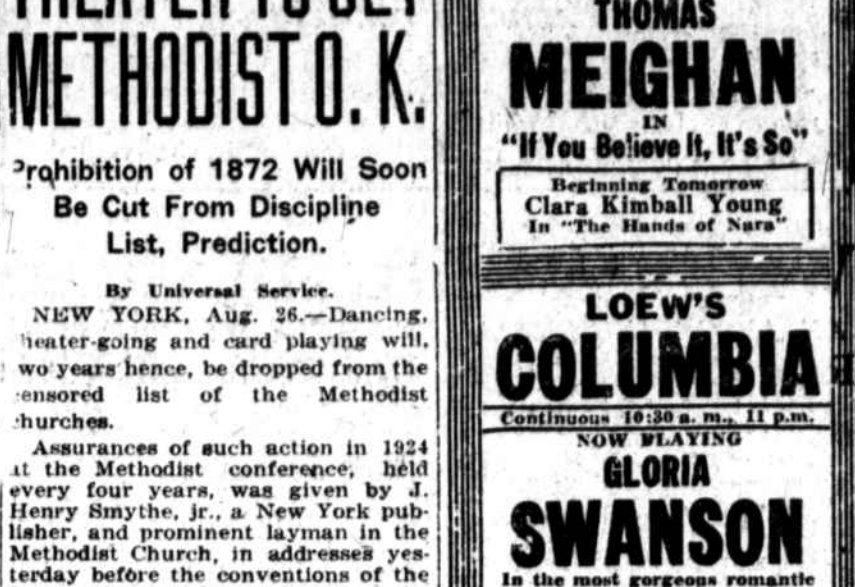 THEATER TO GET
METHODIST O. K.
Prohibition of 1872 Will Soon
Be Cut From Discipline
List, Prediction.
By Universal Service.
NEW YORK, Aug. 26.—Dancing,
heater-going and card playing will,
wo years hence, be dropped from the
ensored list of the Methodist
churches.
Assurances of such action in 1924
at the Methodist conference, held
every four years, was given by J.
Henry Smythe, jr., a New York pub-
lisher, and prominent layman in the
Methodist Church, in addresses yes-
terday before the conventions of the
THOMAS
MEIGHAN
IN
"If You Believe It, It's So"
Beginning Tomorrow
Clara Kimball Young
In "The Hands of Nara"
LOEW'S
COLUMBIA
Continuous 10:30 a. m., 11 p.m.
NOW PLAYING
GLORIA
SWANSON
In the most gorgeous romantic